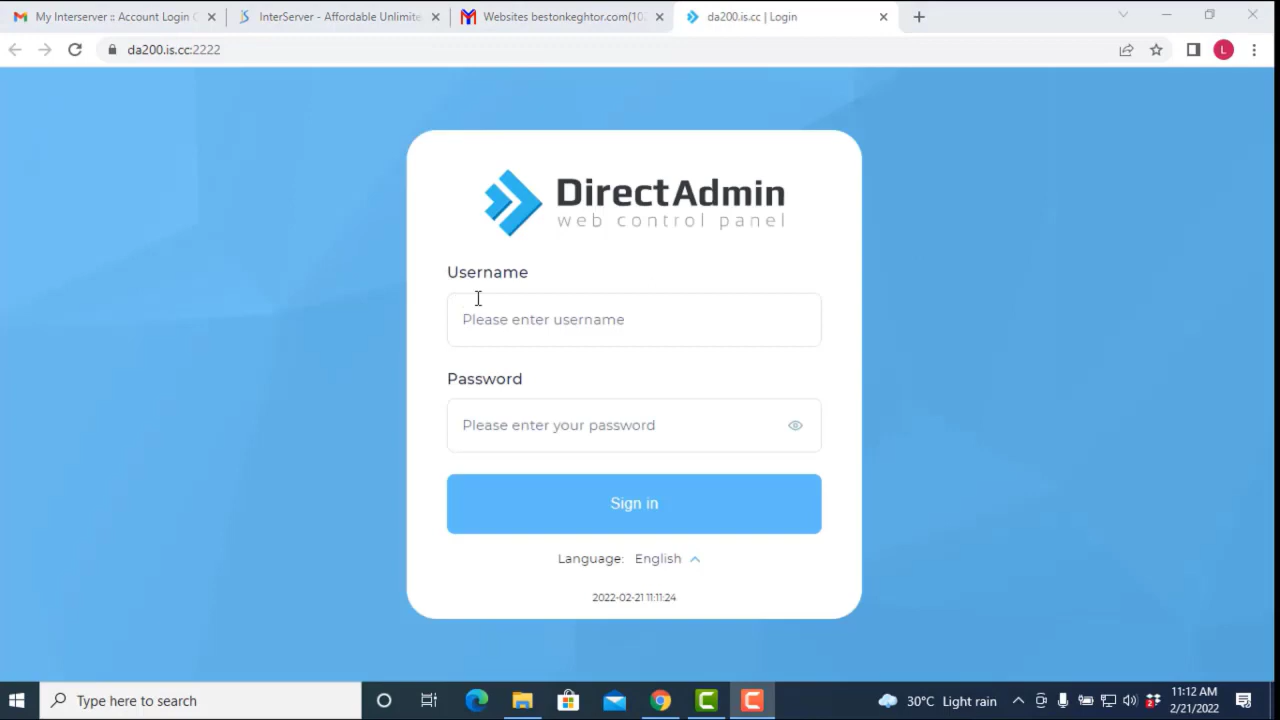 My Interserver :: Account Login
InterServer - Affordable Unlimite
Websites bestonkeghtor.com(10
da200.is.cc | Login
da200.is.cc:2222
L
DirectAdmin
web control panel
Username
Please enter username
Password
Please enter your password
Sign in
Language: English
2022-02-21 11:11:24
Type here to search
30°C Light rain
11:12 AM
2/21/2022